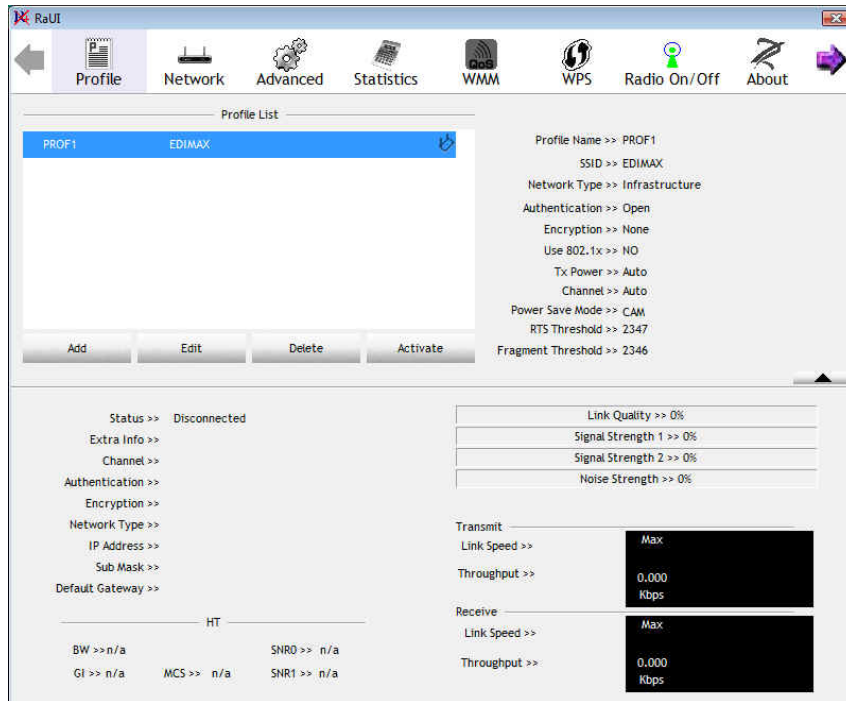 RaUI
Profile Network Advanced Statistics QoS WMM WPS Radio On/Off About
Profile List
PROF1 EDIMAX
Add Edit Delete Activate
Profile Name >> PROF1
SSID >> EDIMAX
Network Type >> Infrastructure
Authentication >> Open
Encryption >> None
Use 802.1x >> NO
Tx Power >> Auto
Channel >> Auto
Power Save Mode >> CAM
RTS Threshold >> 2347
Fragment Threshold >> 2346
Status >> Disconnected
Extra Info >>
Channel >>
Authentication >>
Encryption >>
Network Type >>
IP Address >>
Sub Mask >>
Default Gateway >>
HT
BW >>n/a SNR0 >> n/a
GI >> n/a MCS >> n/a SNR1 >> n/a
Link Quality >> 0%
Signal Strength 1 >> 0%
Signal Strength 2 >> 0%
Noise Strength >> 0%
Transmit
Link Speed >>
Throughput >>
Max
0.000
Kbps
Receive
Link Speed >>
Throughput >>
Max
0.000
Kbps